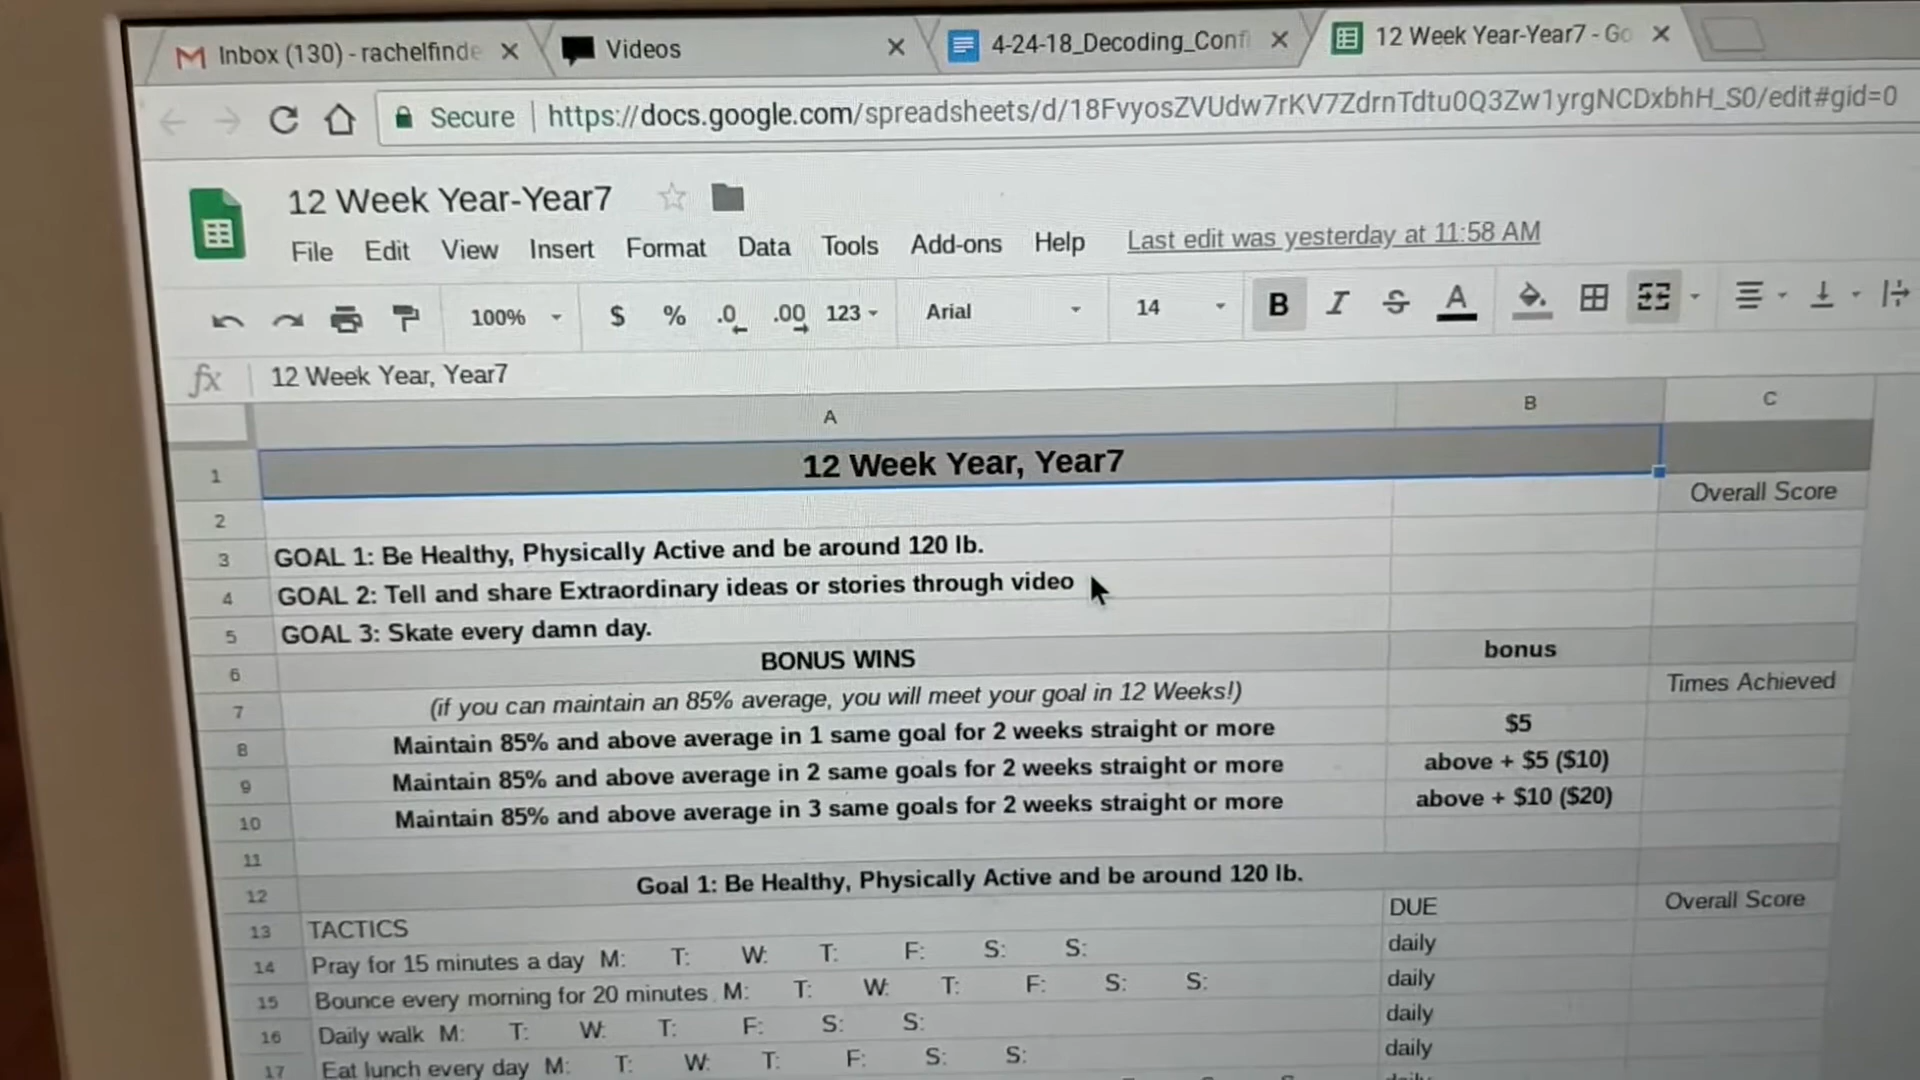 Inbox (130) - rachelfinde
Videos
4-24-18_Decoding_Confi
12 Week Year-Year7 - Go
Secure
https://docs.google.com/spreadsheets/d/18FvyosZVUdw7rKV7ZdrnTdtu0Q3Zw1yrgNCDxbhH_S0/edit#gid=0
12 Week Year-Year7
File Edit View Insert Format Data Tools Add-ons Help Last edit was yesterday at 11:58 AM
100% $ % .0 .00 123 Arial 14 B I S A
fx 12 Week Year, Year7
A B C
1 12 Week Year, Year7
2 Overall Score
3 GOAL 1: Be Healthy, Physically Active and be around 120 lb.
4 GOAL 2: Tell and share Extraordinary ideas or stories through video
5 GOAL 3: Skate every damn day.
6 BONUS WINS bonus
7 (if you can maintain an 85% average, you will meet your goal in 12 Weeks!) Times Achieved
8 Maintain 85% and above average in 1 same goal for 2 weeks straight or more $5
9 Maintain 85% and above average in 2 same goals for 2 weeks straight or more above + $5 ($10)
10 Maintain 85% and above average in 3 same goals for 2 weeks straight or more above + $10 ($20)
11
12 Goal 1: Be Healthy, Physically Active and be around 120 lb.
13 TACTICS DUE Overall Score
14 Pray for 15 minutes a day M: T: W: T: F: S: S: daily
15 Bounce every morning for 20 minutes M: T: W: T: F: S: S: daily
16 Daily walk M: T: W: T: F: S: S: daily
17 Eat lunch every day M: T: W: T: F: S: S: daily